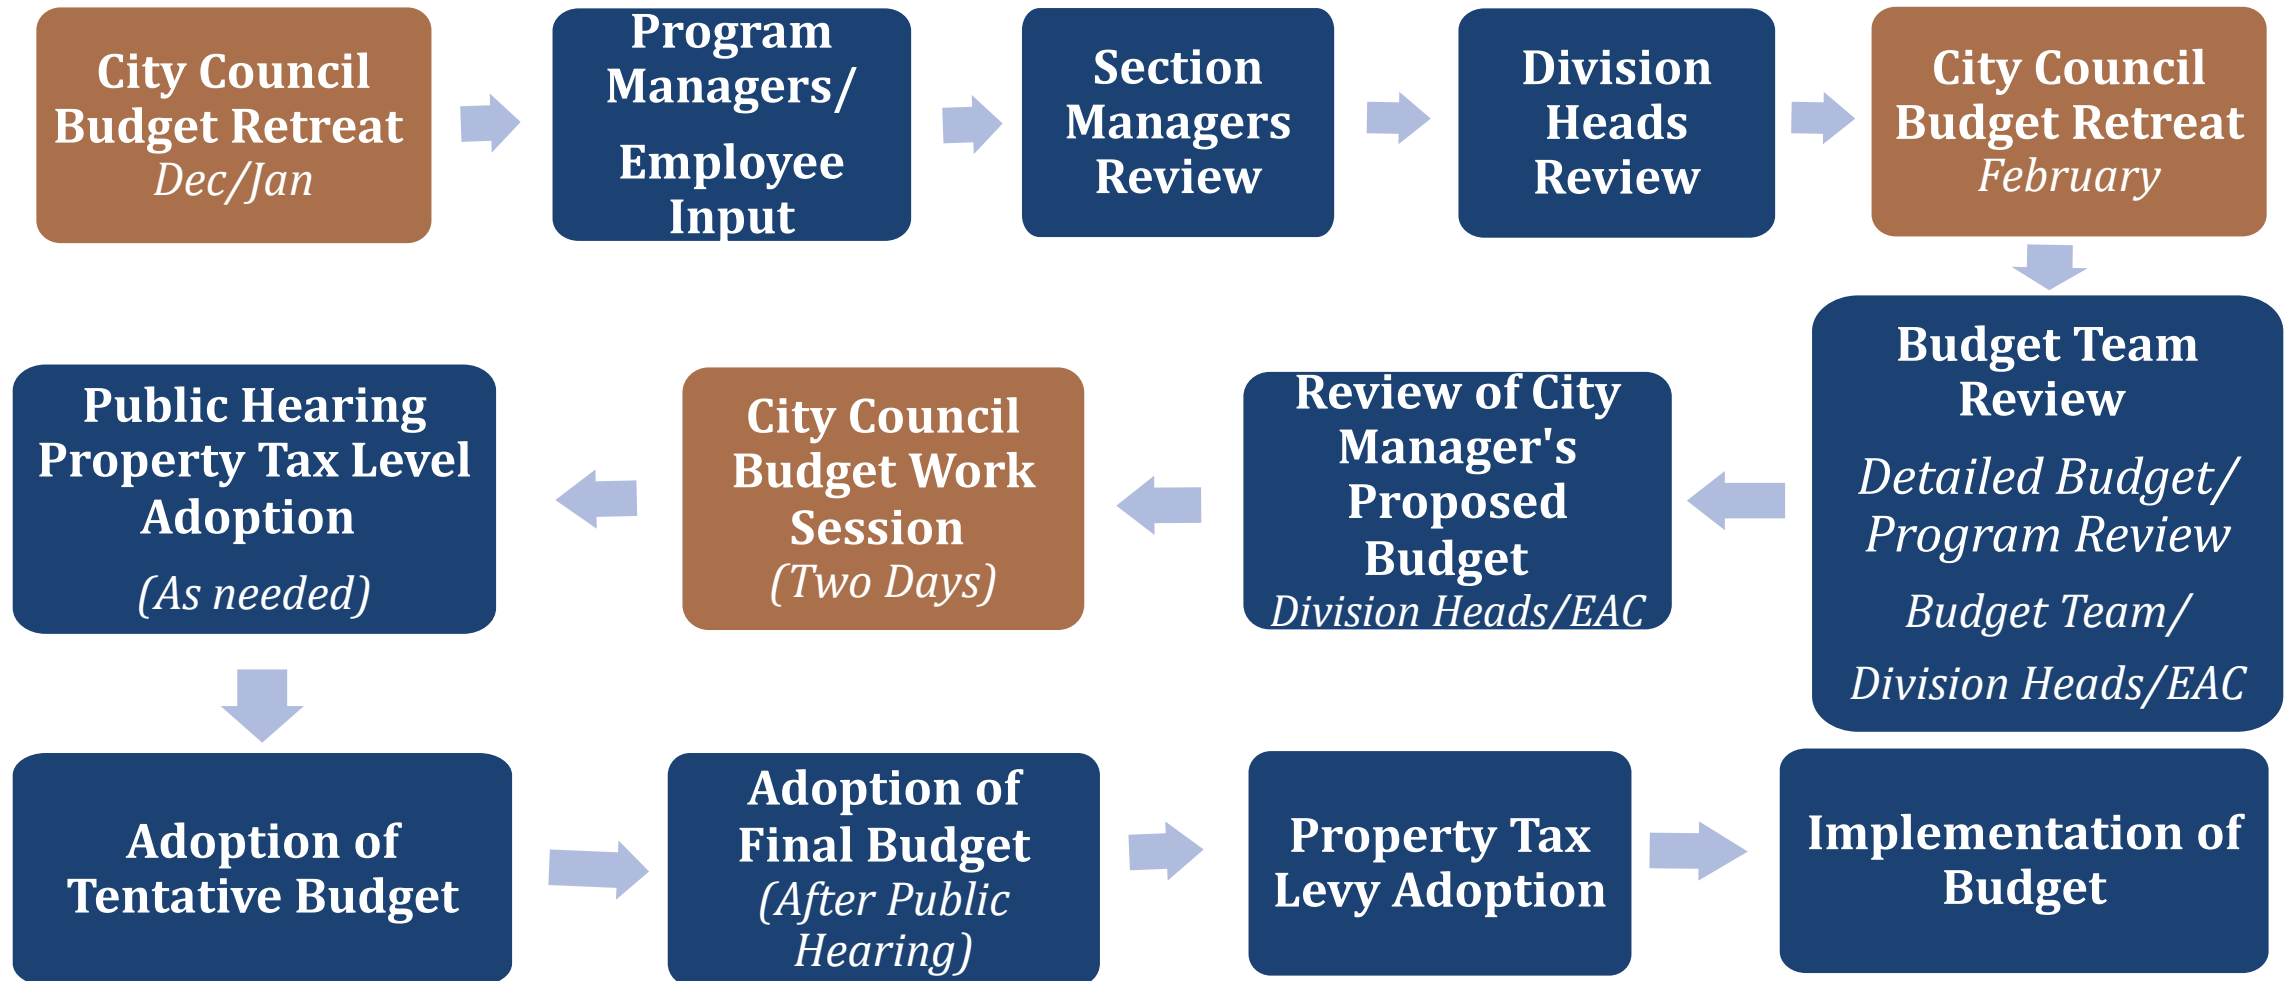 City Council
Budget Retreat
Dec/Jan
Program
Managers/
Employee
Input
Section
Managers
Review
Division
Heads
Review
City Council
Budget Retreat
February
Budget Team
Review
Detailed Budget/
Program Review
Budget Team/
Division Heads/EAC
Review of City
Manager's
Proposed
Budget
Division Heads/EAC
City Council
Budget Work
Session
(Two Days)
Public Hearing
Property Tax Level
Adoption
(As needed)
Adoption of
Tentative Budget
Adoption of
Final Budget
(After Public
Hearing)
Property Tax
Levy Adoption
Implementation of
Budget